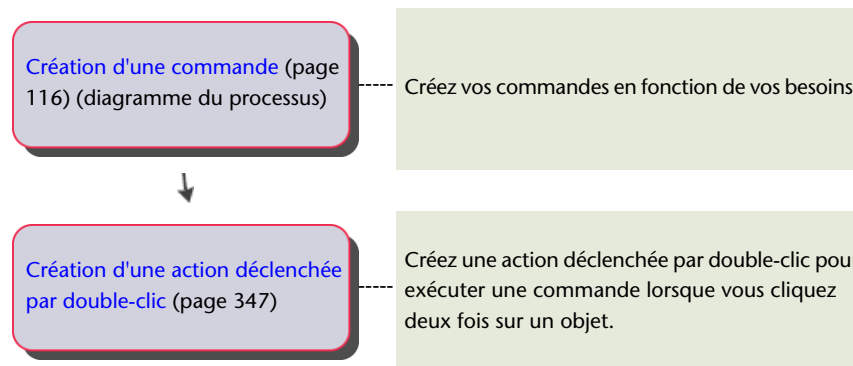 Création d'une commande (page
116) (diagramme du processus)
Créez vos commandes en fonction de vos besoins
Création d'une action déclenchée
par double-clic (page 347)
Créez une action déclenchée par double-clic pou
exécuter une commande lorsque vous cliquez
deux fois sur un objet.